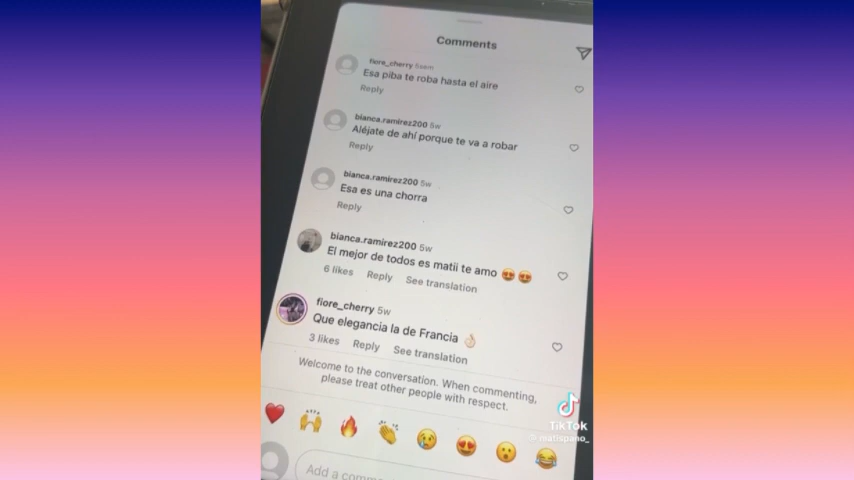 Comments
fiore_cherry
Esa piba te roba hasta el aire
Reply
bianca.ramirez200 5w
Aléjate de ahí porque te va a robar
Reply
bianca.ramirez200 5w
Esa es una chorra
Reply
bianca.ramirez200 5w
El mejor de todos es matii te amo 😍😍
6 likes Reply See translation
fiore_cherry 5w
Que elegancia la de Francia 👌🏻
3 likes Reply See translation
Welcome to the conversation. When commenting,
please treat other people with respect.
Add a comm
TikTok